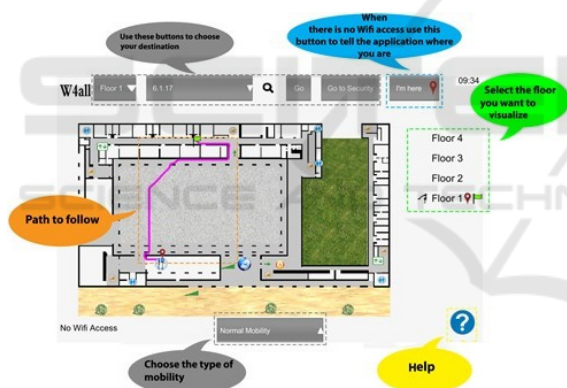 Use these buttons to choose
your destination
When
there is no Wifi access use this
button to tell the application where
you are
W4all
Floor 1
6.1.17
Go
Go to Security
I'm here
09:34
Select the floor
you want to
visualize
Floor 4
Floor 3
Floor 2
Floor 1
Path to follow
No Wifi Access
Normal Mobility
Choose the type of
mobility
?
Help
SCIENCE AND TECHN